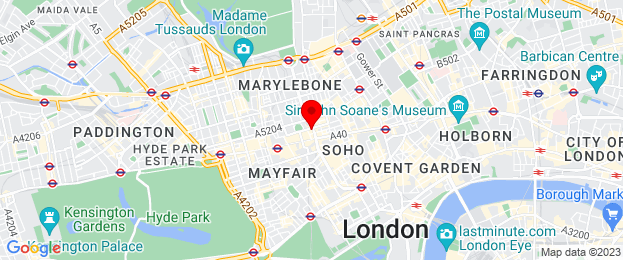 MAIDA VALE
A5205
Elgin Ave
Madame
Tussauds London
A501
SAINT PANCRAS
The Postal Museum
Barbican Centre
Gower St
B502
FARRINGDON
MARYLEBONE
Sir John Soane's Museum
A4206
PADDINGTON
A5204
A40
HOLBORN
HYDE PARK
ESTATE
SOHO
CITY OF
LONDON
MAYFAIR
COVENT GARDEN
A4202
A4204
Kensington
Gardens
Hyde Park
Borough Mark
London
lastminute.com
London Eye
Kensington Palace
Google
Map data ©2023